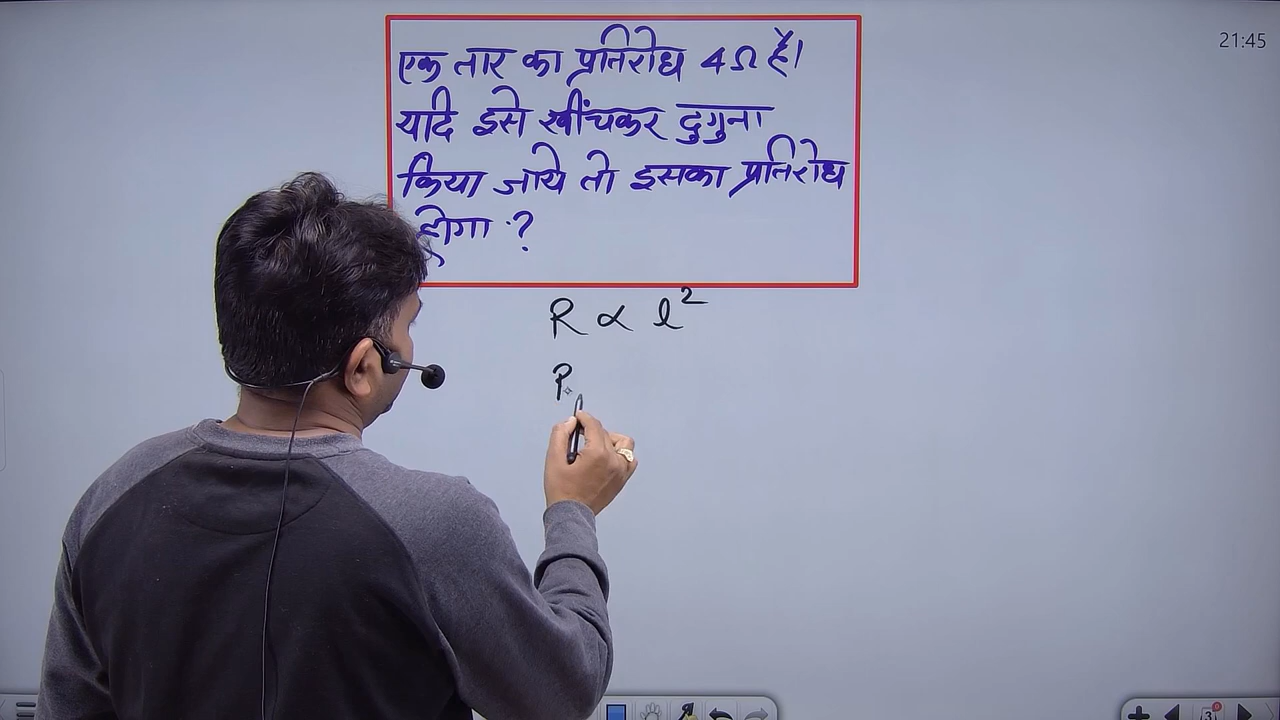 21:45
एक तार का प्रतिरोध 4Ω है।
यदि इसे खींचकर दुगुना
किया जाये तो इसका प्रतिरोध
होगा ?
R ∝ l²